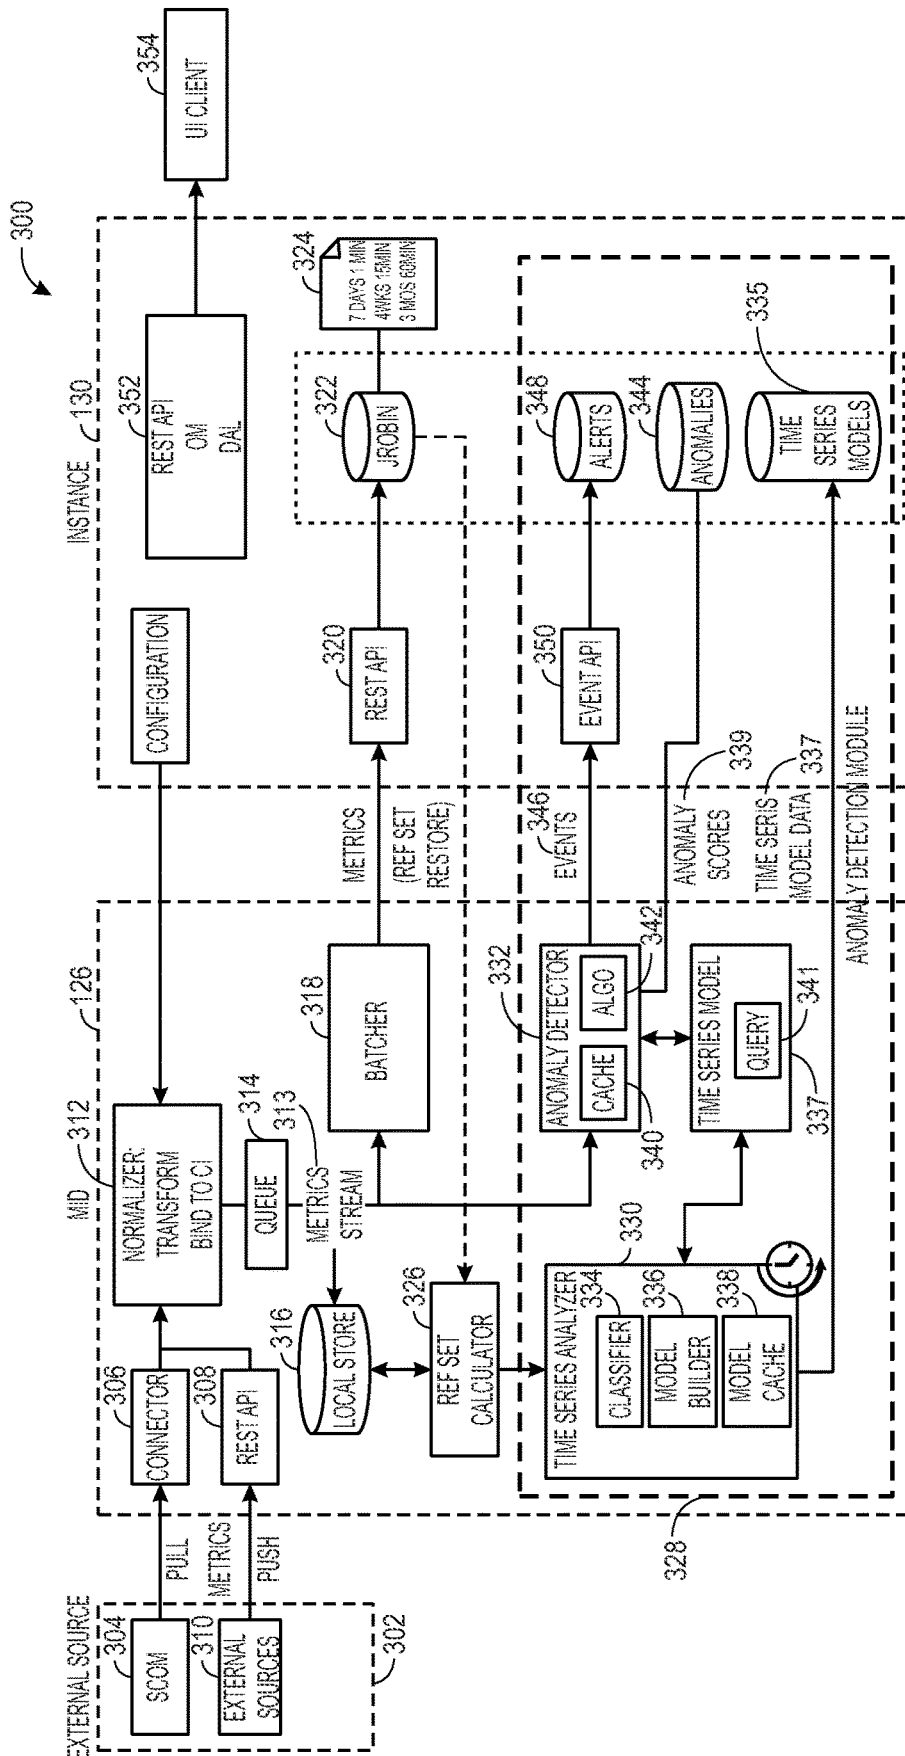 300
EXTERNAL SOURCE
304
SCOM
310
EXTERNAL
SOURCES
302
PULL
METRICS
PUSH
MID
126
306
CONNECTOR
308
REST API
312
NORMALIZER:
TRANSFORM
BIND TO CI
314
QUEUE
313
METRICS
STREAM
316
LOCAL STORE
318
BATCHER
326
REF SET
CALCULATOR
328
TIME SERIES ANALYZER
330
334
CLASSIFIER
336
MODEL
BUILDER
338
MODEL
CACHE
332
ANOMALY DETECTOR
340
CACHE
342
ALGO
TIME SERIES MODEL
341
QUERY
337
METRICS
(REF SET
RESTORE)
346
EVENTS
339
ANOMALY
SCORES
TIME SERIS
MODEL DATA
337
ANOMALY DETECTION MODULE
INSTANCE
130
CONFIGURATION
352
REST API
OM
DAL
354
UI CLIENT
320
REST API
322
JROBIN
324
7 DAYS 1 MIN
4WKS 15MIN
3 MOS 60MIN
350
EVENT API
348
ALERTS
344
ANOMALIES
335
TIME
SERIES
MODELS